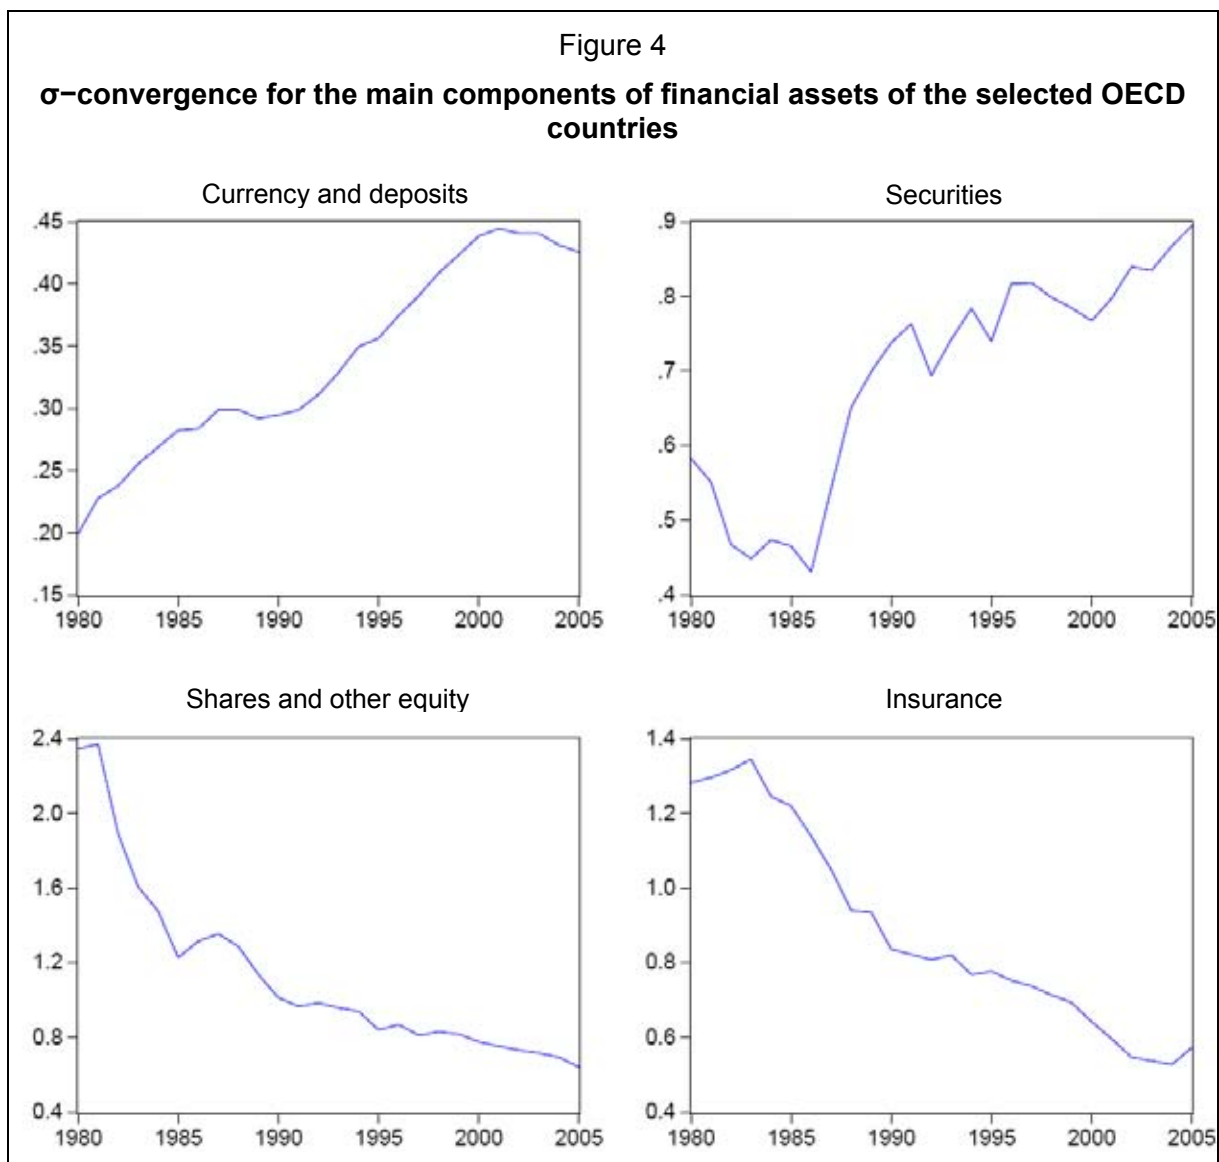 Figure 4
σ−convergence for the main components of financial assets of the selected OECD
countries
Currency and deposits
.45
.40
.35
.30
.25
.20
.15
1980 1985 1990 1995 2000 2005
Securities
.9
.8
.7
.6
.5
.4
1980 1985 1990 1995 2000 2005
Shares and other equity
2.4
2.0
1.6
1.2
0.8
0.4
1980 1985 1990 1995 2000 2005
Insurance
1.4
1.2
1.0
0.8
0.6
0.4
1980 1985 1990 1995 2000 2005